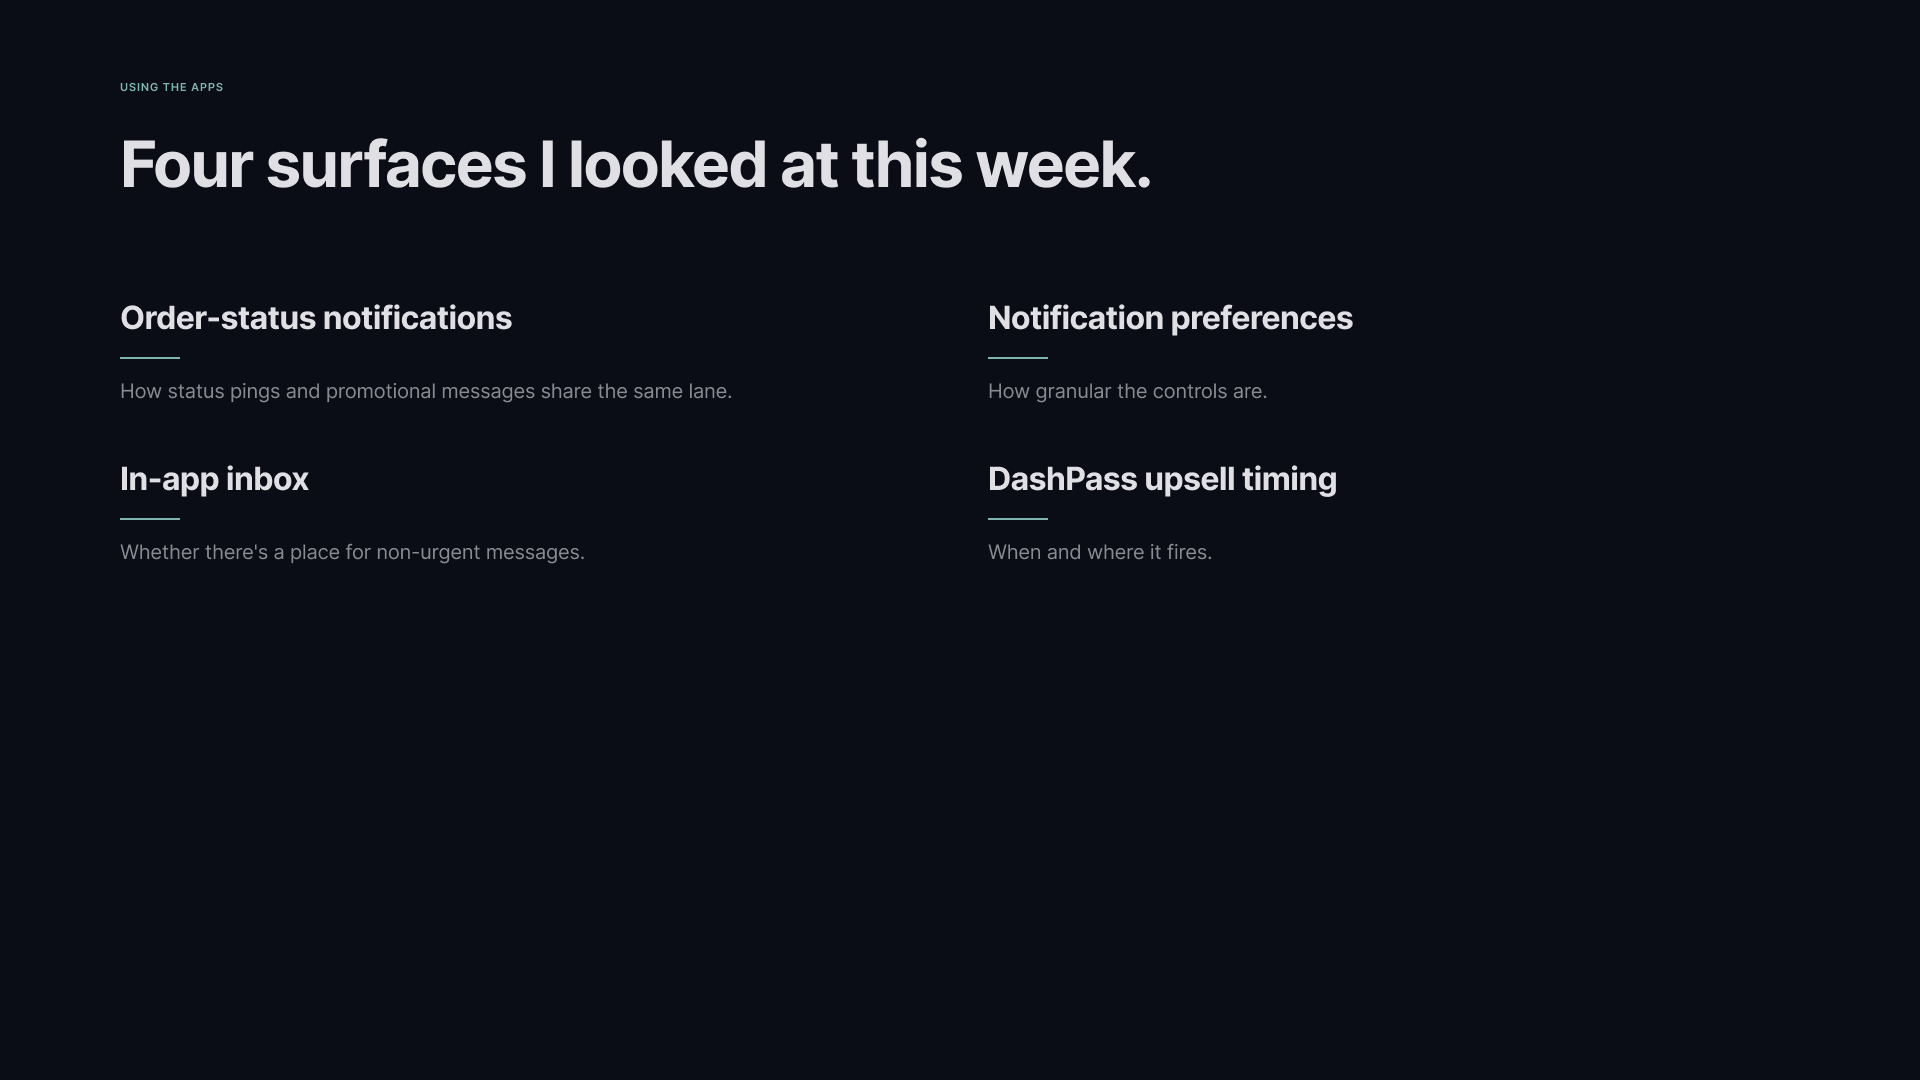 USING THE APPS
Four surfaces I looked at this week.
Order-status notifications
How status pings and promotional messages share the same lane.
Notification preferences
How granular the controls are.
In-app inbox
Whether there's a place for non-urgent messages.
DashPass upsell timing
When and where it fires.